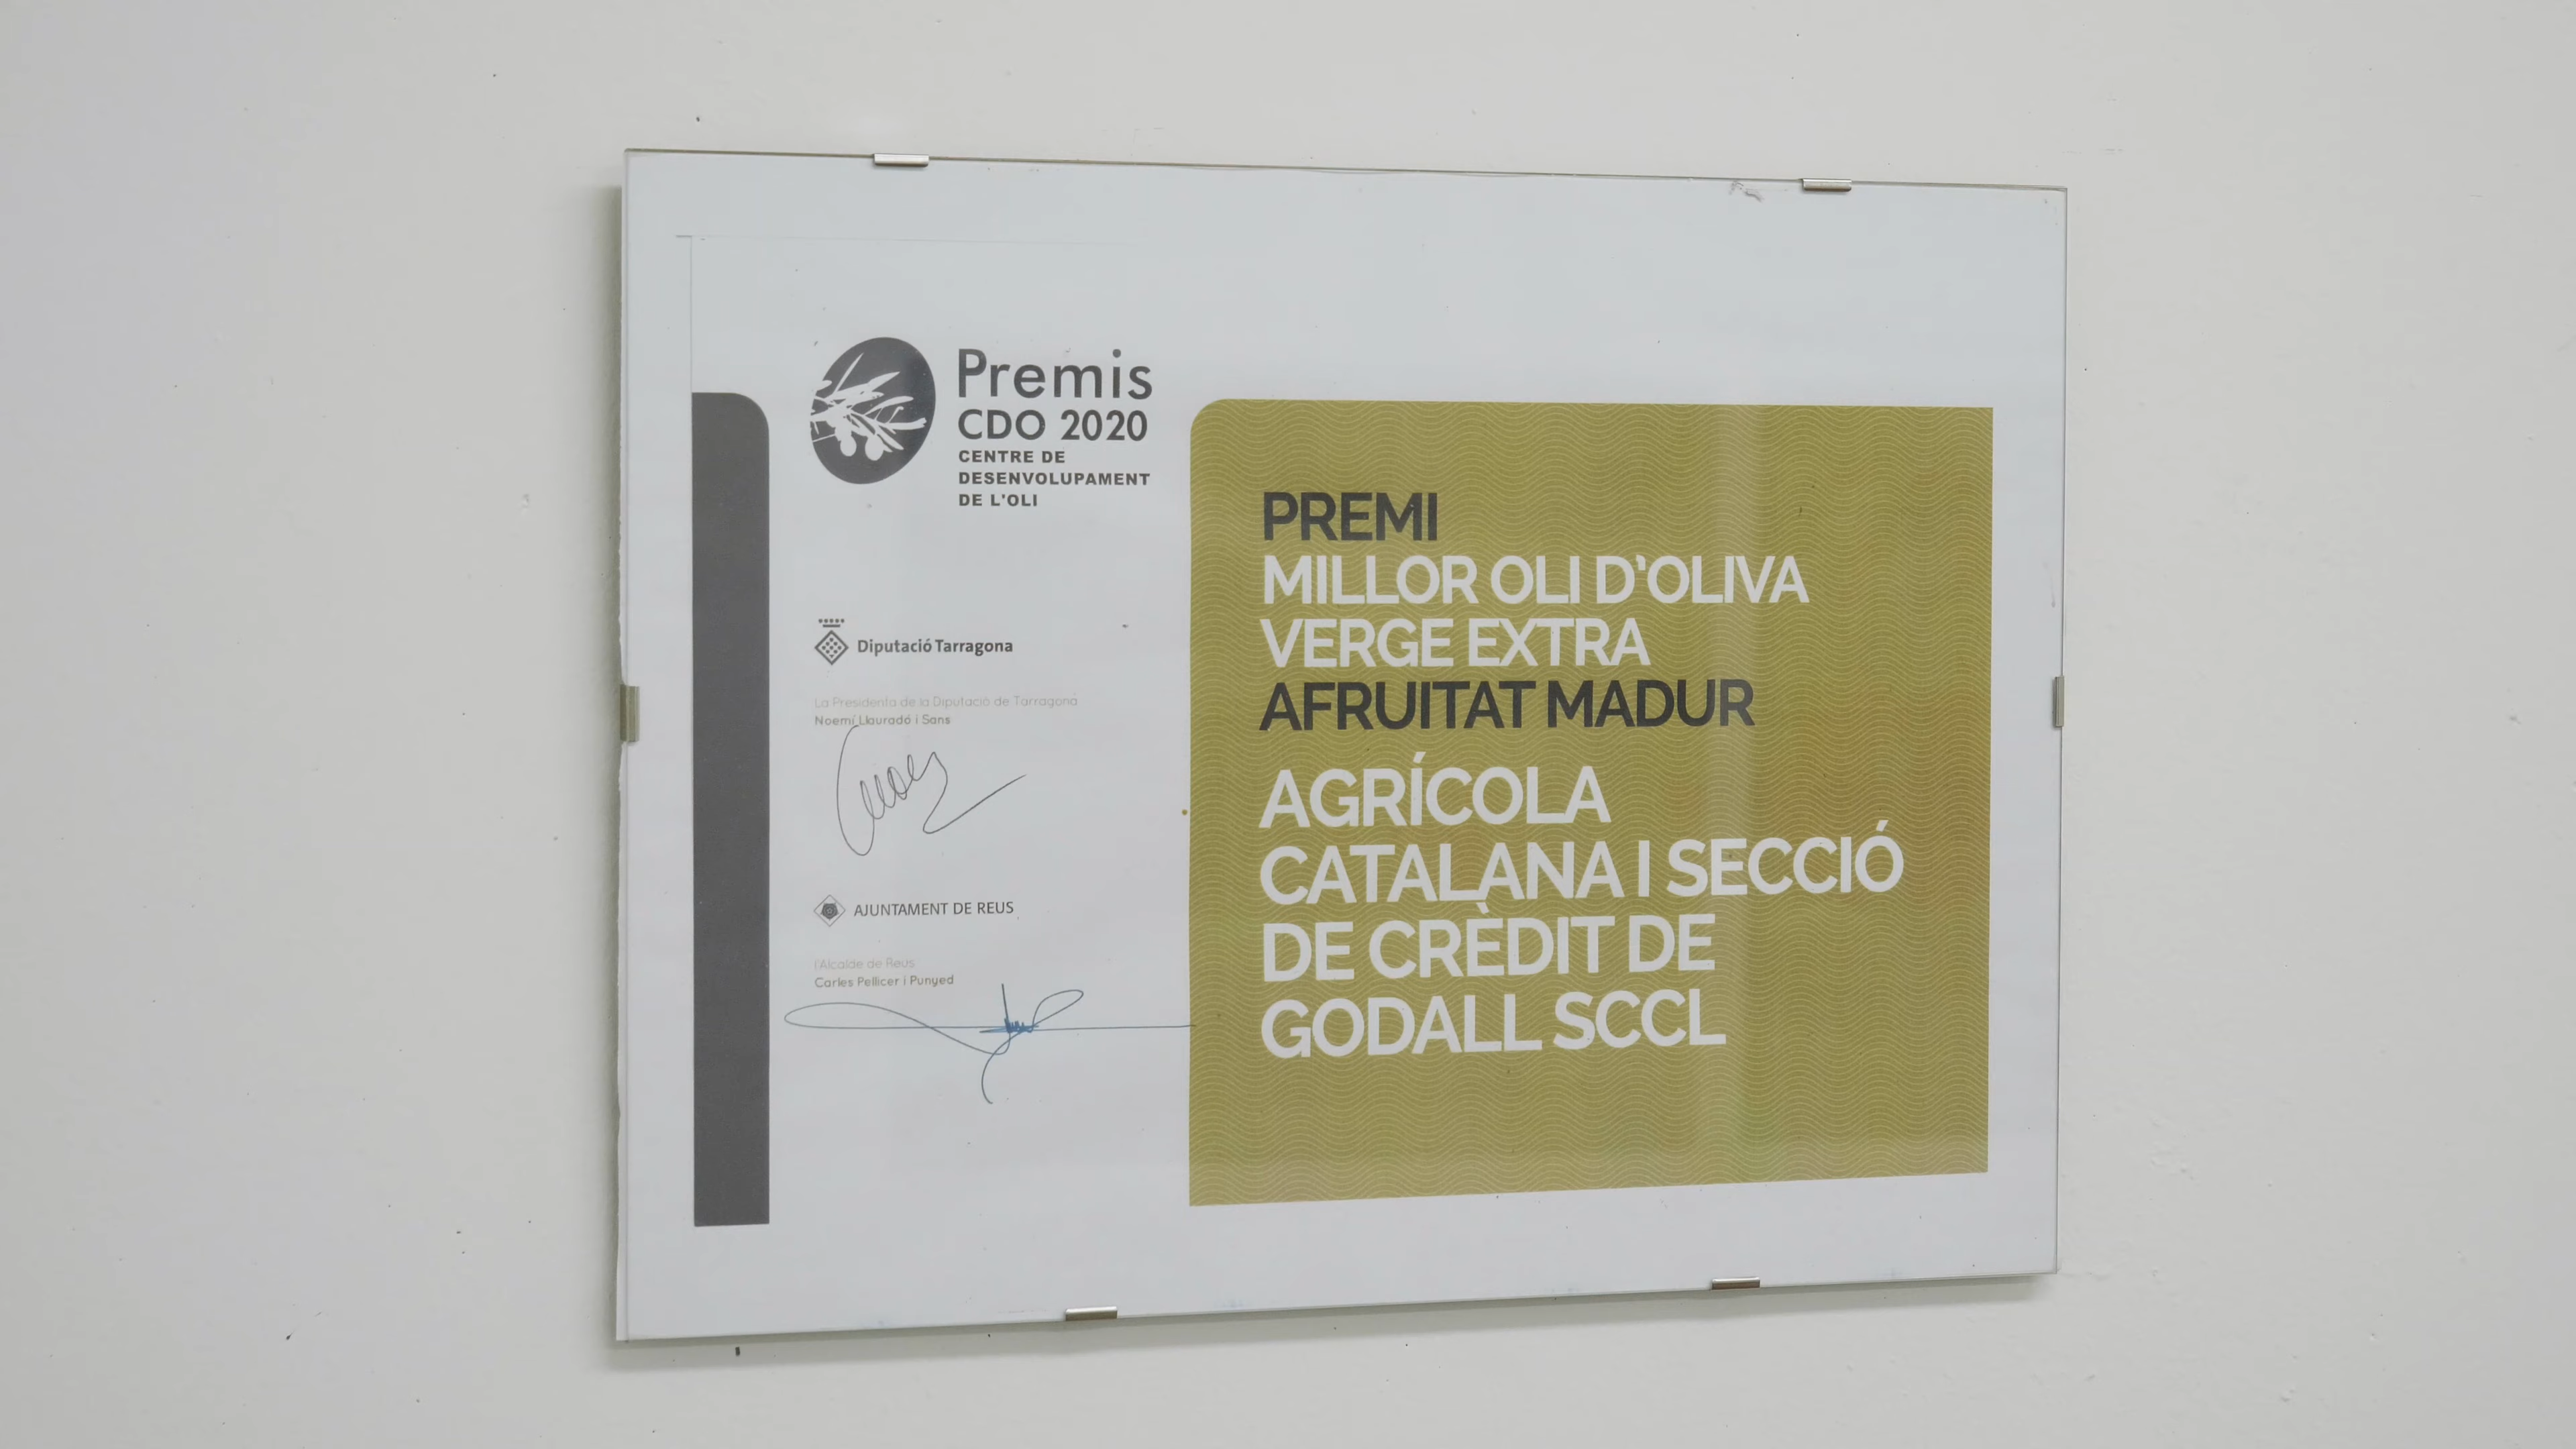 Premis
CDO 2020
CENTRE DE
DESENVOLUPAMENT
DE L'OLI
Diputació Tarragona
La Presidenta de la Diputació de Tarragona
Noemí Llauradó i Sans
AJUNTAMENT DE REUS
l'Alcalde de Reus
Carles Pellicer i Punyed
PREMI
MILLOR OLI D'OLIVA
VERGE EXTRA
AFRUITAT MADUR
AGRÍCOLA
CATALANA I SECCIÓ
DE CRÈDIT DE
GODALL SCCL